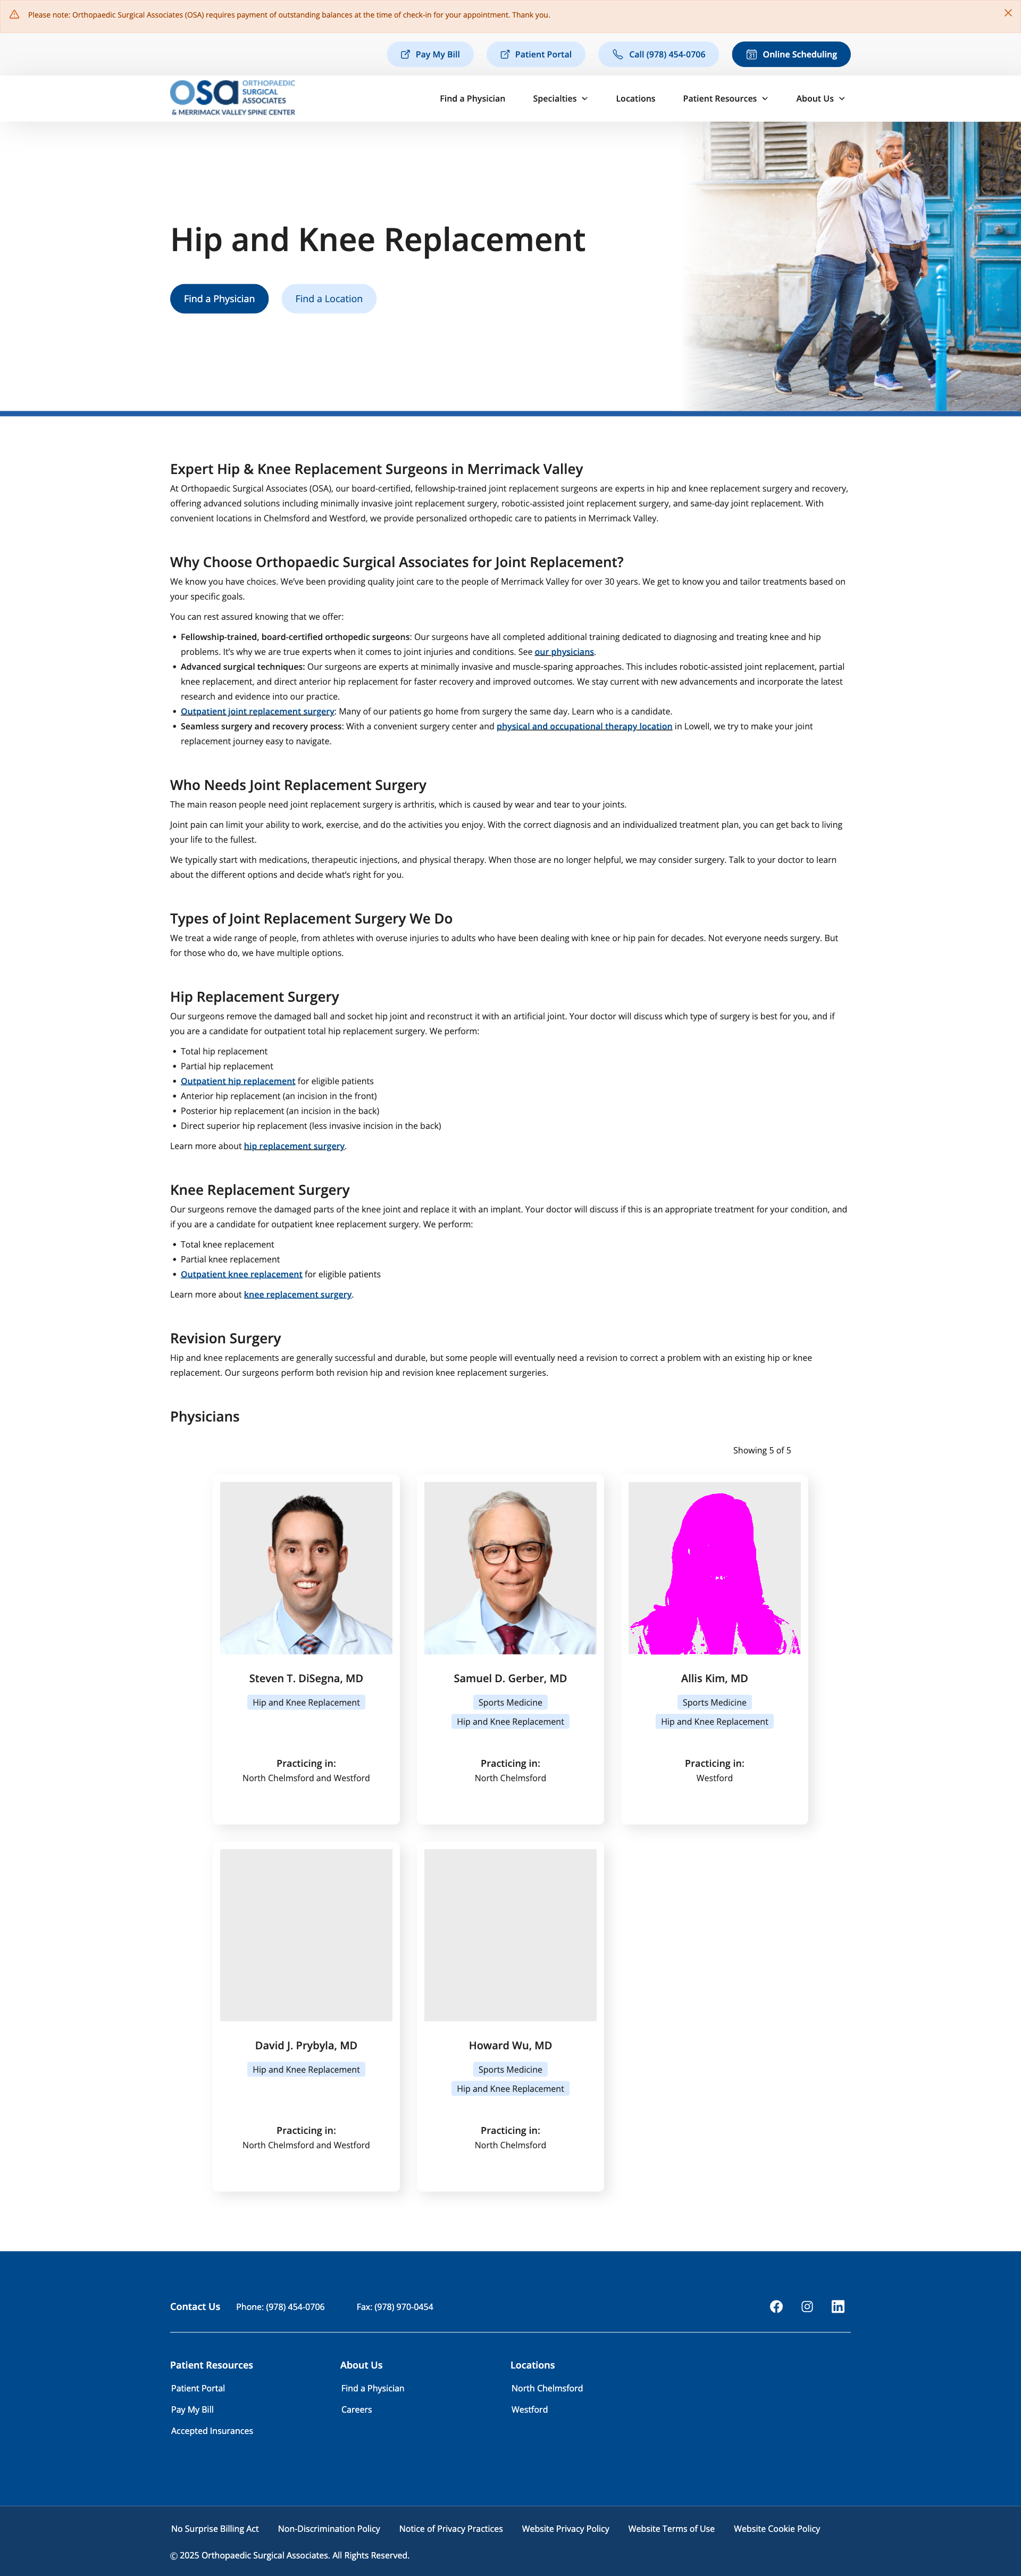 Please note: Orthopaedic Surgical Associates (OSA) requires payment of outstanding balances at the time of check-in for your appointment. Thank you.
Pay My Bill
Patient Portal
Call (978) 454-0706
Online Scheduling
osa ORTHOPAEDIC
SURGICAL
ASSOCIATES
& MERRIMACK VALLEY SPINE CENTER
Find a Physician
Specialties
Locations
Patient Resources
About Us
Hip and Knee Replacement
Find a Physician
Find a Location
Expert Hip & Knee Replacement Surgeons in Merrimack Valley
At Orthopaedic Surgical Associates (OSA), our board-certified, fellowship-trained joint replacement surgeons are experts in hip and knee replacement surgery and recovery,
offering advanced solutions including minimally invasive joint replacement surgery, robotic-assisted joint replacement surgery, and same-day joint replacement. With
convenient locations in Chelmsford and Westford, we provide personalized orthopedic care to patients in Merrimack Valley.
Why Choose Orthopaedic Surgical Associates for Joint Replacement?
We know you have choices. We've been providing quality joint care to the people of Merrimack Valley for over 30 years. We get to know you and tailor treatments based on
your specific goals.
You can rest assured knowing that we offer:
• Fellowship-trained, board-certified orthopedic surgeons: Our surgeons have all completed additional training dedicated to diagnosing and treating knee and hip
problems. It's why we are true experts when it comes to joint injuries and conditions. See our physicians.
• Advanced surgical techniques: Our surgeons are experts at minimally invasive and muscle-sparing approaches. This includes robotic-assisted joint replacement, partial
knee replacement, and direct anterior hip replacement for faster recovery and improved outcomes. We stay current with new advancements and incorporate the latest
research and evidence into our practice.
• Outpatient joint replacement surgery: Many of our patients go home from surgery the same day. Learn who is a candidate.
• Seamless surgery and recovery process: With a convenient surgery center and physical and occupational therapy location in Lowell, we try to make your joint
replacement journey easy to navigate.
Who Needs Joint Replacement Surgery
The main reason people need joint replacement surgery is arthritis, which is caused by wear and tear to your joints.
Joint pain can limit your ability to work, exercise, and do the activities you enjoy. With the correct diagnosis and an individualized treatment plan, you can get back to living
your life to the fullest.
We typically start with medications, therapeutic injections, and physical therapy. When those are no longer helpful, we may consider surgery. Talk to your doctor to learn
about the different options and decide what's right for you.
Types of Joint Replacement Surgery We Do
We treat a wide range of people, from athletes with overuse injuries to adults who have been dealing with knee or hip pain for decades. Not everyone needs surgery. But
for those who do, we have multiple options.
Hip Replacement Surgery
Our surgeons remove the damaged ball and socket hip joint and reconstruct it with an artificial joint. Your doctor will discuss which type of surgery is best for you, and if
you are a candidate for outpatient total hip replacement surgery. We perform:
• Total hip replacement
• Partial hip replacement
• Outpatient hip replacement for eligible patients
• Anterior hip replacement (an incision in the front)
• Posterior hip replacement (an incision in the back)
• Direct superior hip replacement (less invasive incision in the back)
Learn more about hip replacement surgery.
Knee Replacement Surgery
Our surgeons remove the damaged parts of the knee joint and replace it with an implant. Your doctor will discuss if this is an appropriate treatment for your condition, and
if you are a candidate for outpatient knee replacement surgery. We perform:
• Total knee replacement
• Partial knee replacement
• Outpatient knee replacement for eligible patients
Learn more about knee replacement surgery.
Revision Surgery
Hip and knee replacements are generally successful and durable, but some people will eventually need a revision to correct a problem with an existing hip or knee
replacement. Our surgeons perform both revision hip and revision knee replacement surgeries.
Physicians
Showing 5 of 5
Steven T. DiSegna, MD
Hip and Knee Replacement
Practicing in:
North Chelmsford and Westford
Samuel D. Gerber, MD
Sports Medicine
Hip and Knee Replacement
Practicing in:
North Chelmsford
Allis Kim, MD
Sports Medicine
Hip and Knee Replacement
Practicing in:
Westford
David J. Prybyla, MD
Hip and Knee Replacement
Practicing in:
North Chelmsford and Westford
Howard Wu, MD
Sports Medicine
Hip and Knee Replacement
Practicing in:
North Chelmsford
Contact Us
Phone: (978) 454-0706
Fax: (978) 970-0454
Patient Resources
Patient Portal
Pay My Bill
Accepted Insurances
About Us
Find a Physician
Careers
Locations
North Chelmsford
Westford
No Surprise Billing Act
Non-Discrimination Policy
Notice of Privacy Practices
Website Privacy Policy
Website Terms of Use
Website Cookie Policy
© 2025 Orthopaedic Surgical Associates. All Rights Reserved.